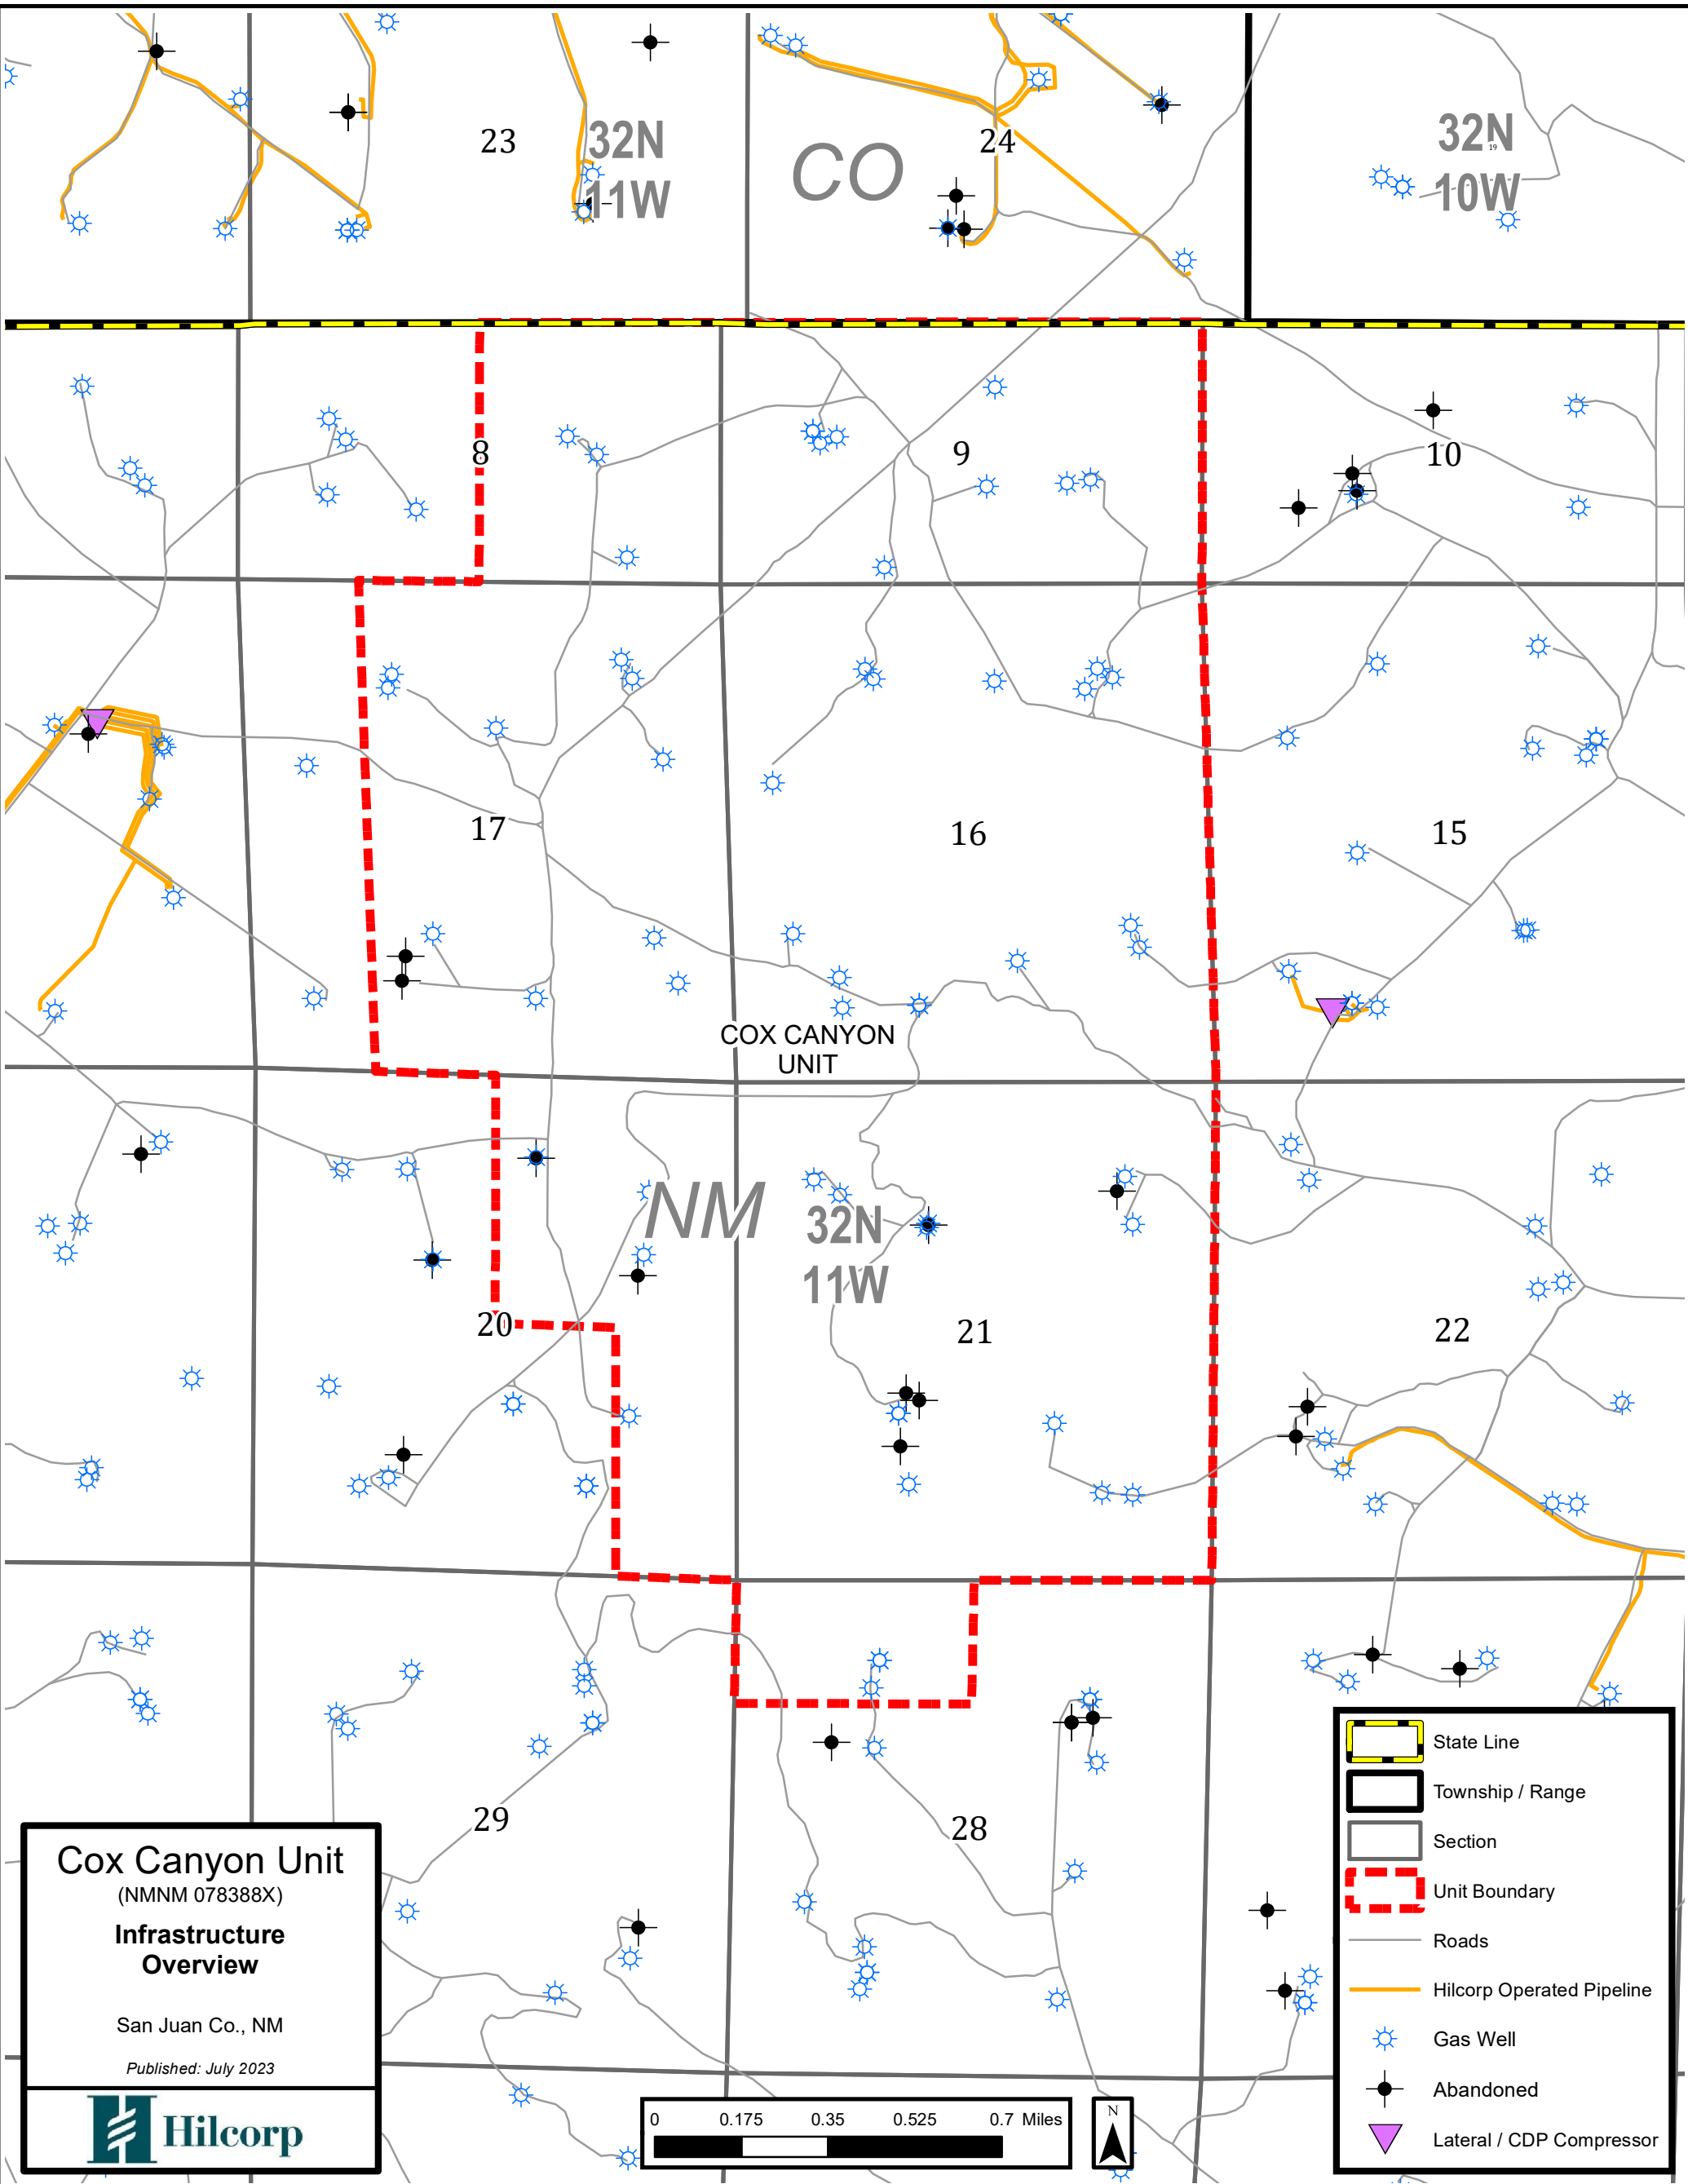 23
32N
11W
CO
24
32N
19
10W
8
9
10
17
16
15
COX CANYON
UNIT
NM
32N
11W
20
21
22
29
28
Cox Canyon Unit
(NMNM 078388X)
Infrastructure
Overview
San Juan Co., NM
Published: July 2023
Hilcorp
0 0.175 0.35 0.525 0.7 Miles
N
State Line
Township / Range
Section
Unit Boundary
Roads
Hilcorp Operated Pipeline
Gas Well
Abandoned
Lateral / CDP Compressor